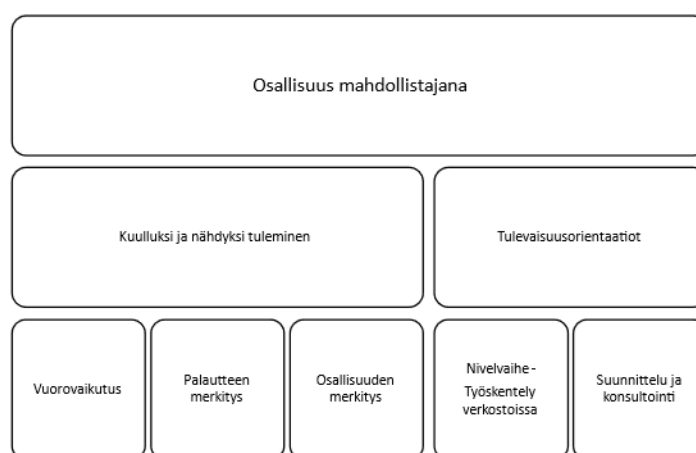 Osallisuus mahdollistajana
Kuulluksi ja nähdyksi tuleminen
Tulevaisuusorientaatiot
Vuorovaikutus
Palautteen
merkitys
Osallisuuden
merkitys
Nivelvaihe -
Työskentely
verkostoissa
Suunnittelu ja
konsultointi